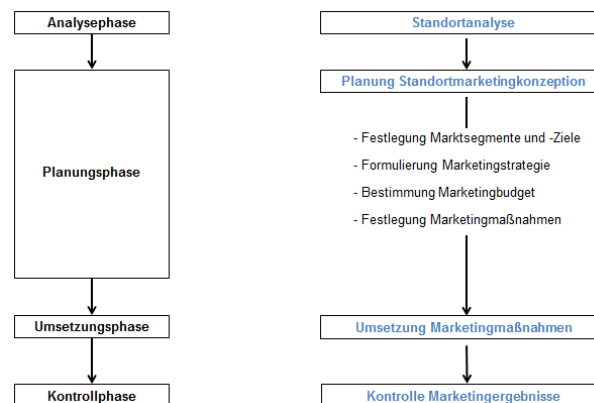 Analysephase
Standortanalyse
Planung Standortmarketingkonzeption
- Festlegung Marktsegmente und -Ziele
- Formulierung Marketingstrategie
- Bestimmung Marketingbudget
- Festlegung Marketingmaßnahmen
Planungsphase
Umsetzungsphase
Umsetzung Marketingmaßnahmen
Kontrollphase
Kontrolle Marketingergebnisse